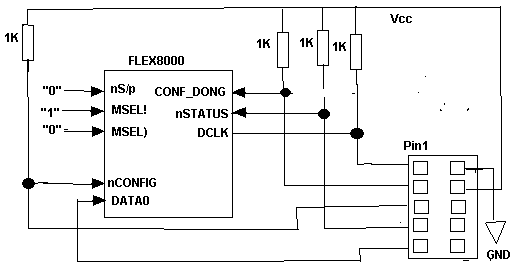 Vcc
1K
1K
1K
1K
FLEX8000
"0"
nS/p
CONF_DONG
"1"
MSEL!
nSTATUS
"0"
MSEL)
DCLK
Pin1
nCONFIG
DATA0
GND